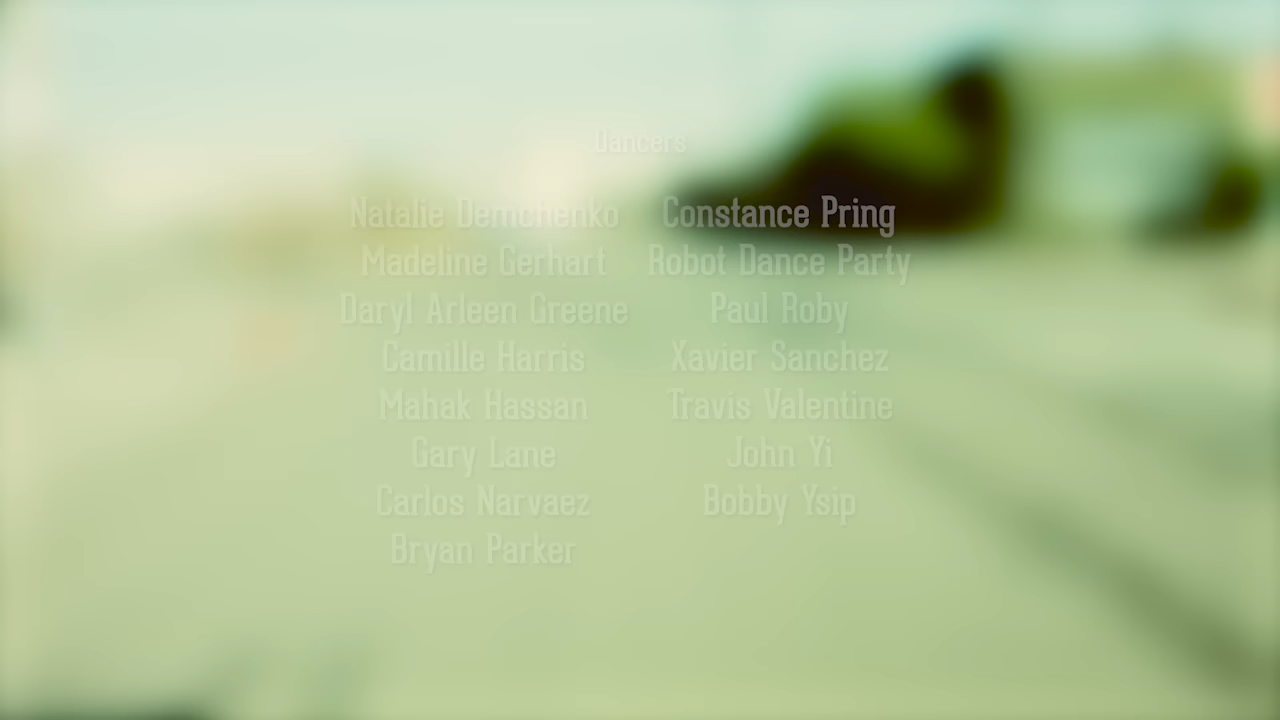 Dancers
Natalie Demchenko
Madeline Gerhart
Daryl Arleen Greene
Camille Harris
Mahak Hassan
Gary Lane
Carlos Narvaez
Bryan Parker
Constance Pring
Robot Dance Party
Paul Roby
Xavier Sanchez
Travis Valentine
John Yi
Bobby Ysip